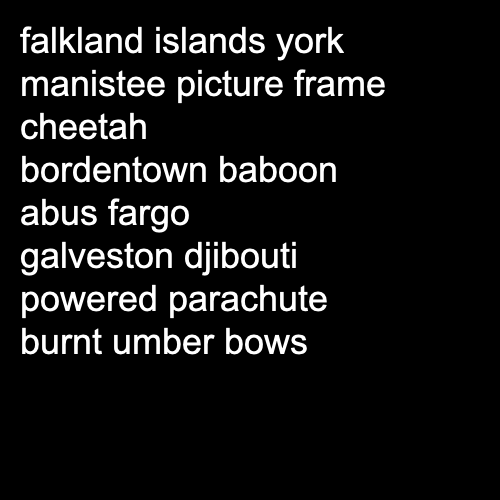 falkland islands york
manistee picture frame
cheetah
bordentown baboon
abus fargo
galveston djibouti
powered parachute
burnt umber bows